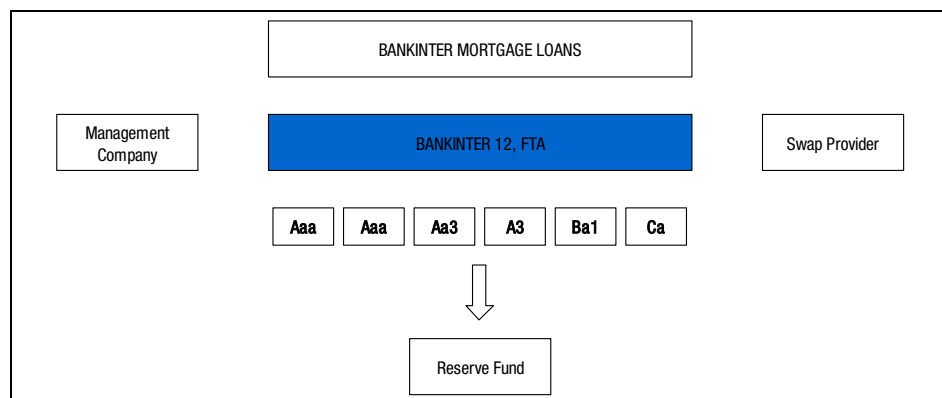 BANKINTER MORTGAGE LOANS
Management
Company
BANKINTER 12, FTA
Swap Provider
Aaa Aaa Aa3 A3 Ba1 Ca
Reserve Fund